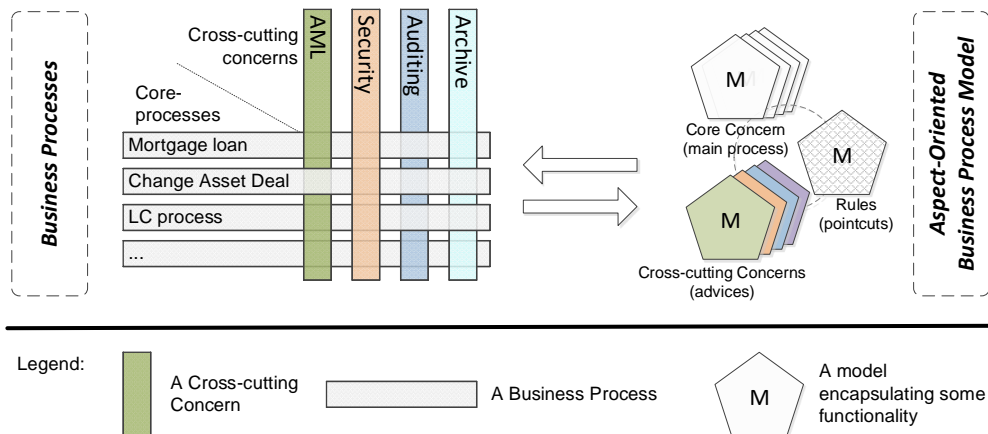 Business Processes
Cross-cutting
concerns
Core-
processes
AML
Security
Auditing
Archive
Mortgage loan
Change Asset Deal
LC process
...
M
M
Core Concern
(main process)
M
Rules
(pointcuts)
M
Cross-cutting Concerns
(advices)
Aspect-Oriented
Business Process Model
Legend:
A Cross-cutting
Concern
A Business Process
M
A model
encapsulating some
functionality